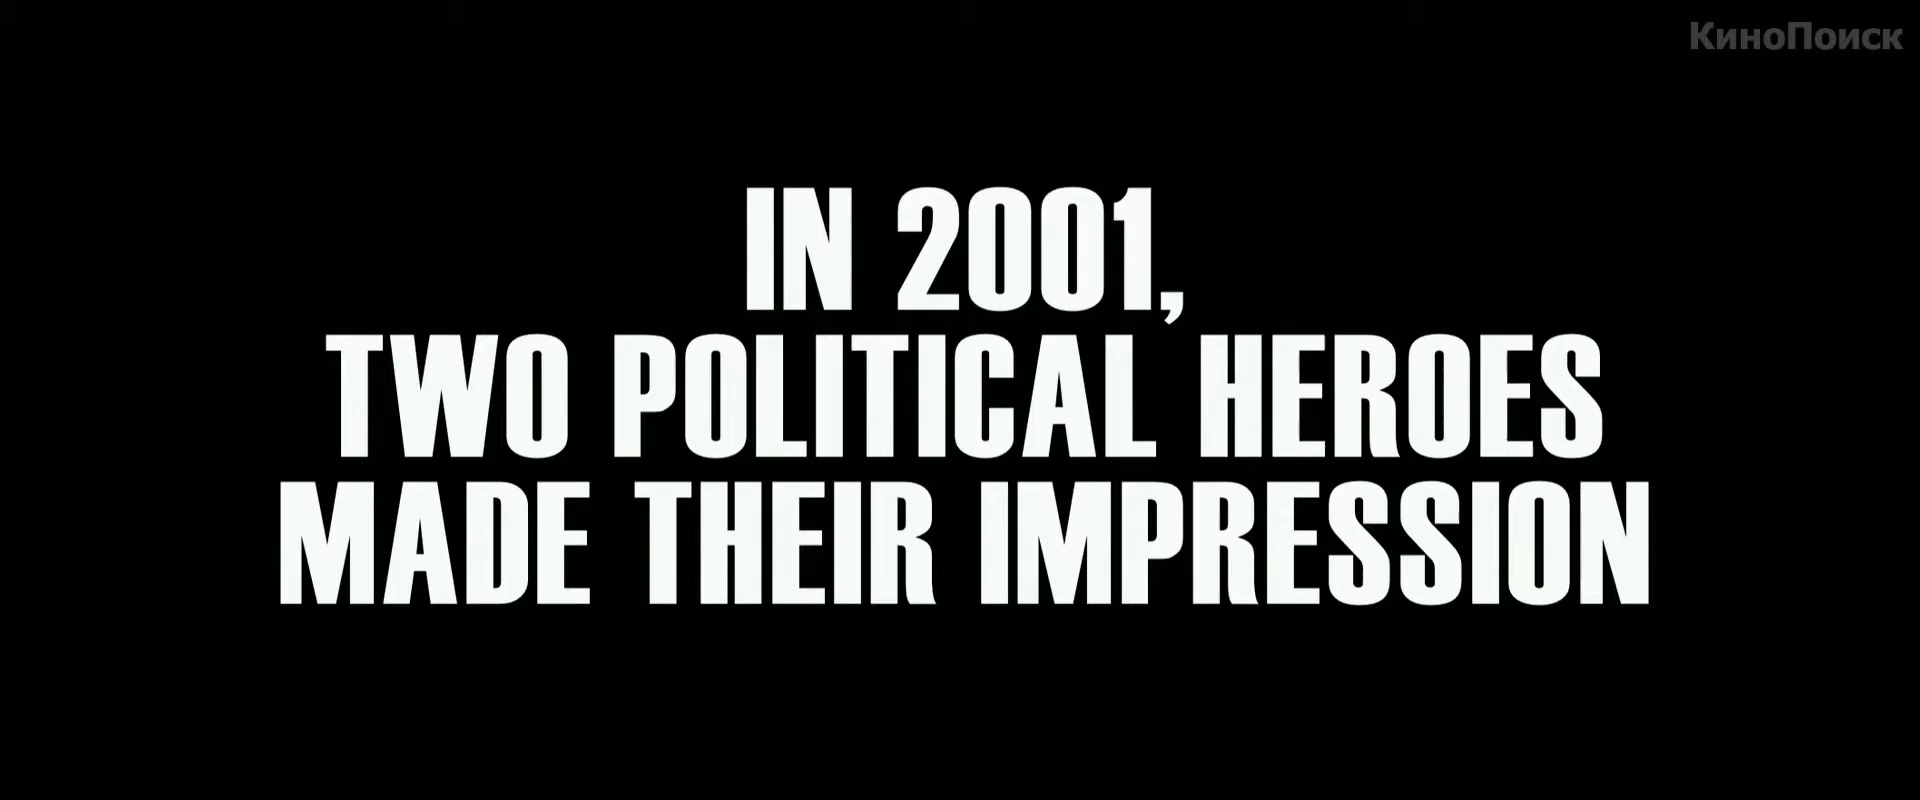 КиноПоиск
IN 2001,
TWO POLITICAL HEROES
MADE THEIR IMPRESSION